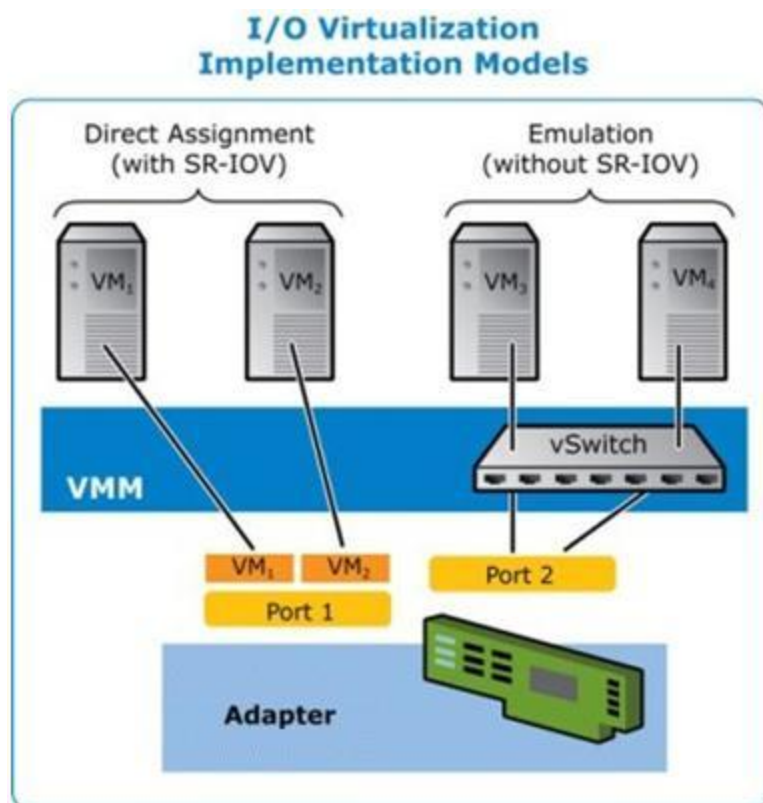 I/O Virtualization
Implementation Models
Direct Assignment
(with SR-IOV)
Emulation
(without SR-IOV)
VM₁
VM₂
VM₃
VM₄
vSwitch
VMM
VM₁
VM₂
Port 2
Port 1
Adapter